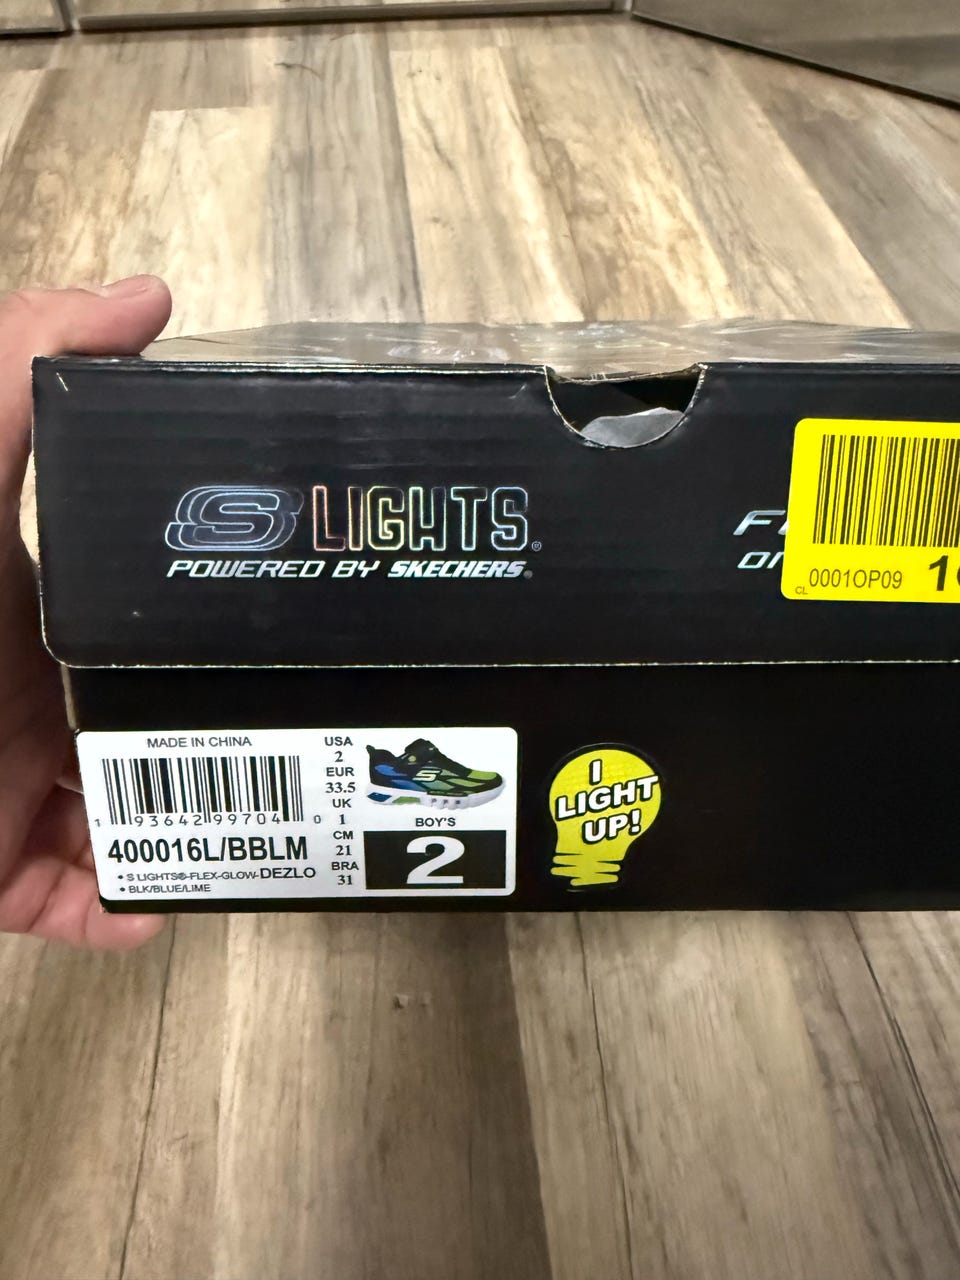 S LIGHTS®
POWERED BY SKECHERS®
CL 0001OP09
MADE IN CHINA
1 93642 99704 0
400016L/BBLM
• S LIGHTS®-FLEX-GLOW-DEZLO
• BLK/BLUE/LIME
USA
2
EUR
33.5
UK
1
CM
21
BRA
31
S
BOY'S
2
I
LIGHT
UP!